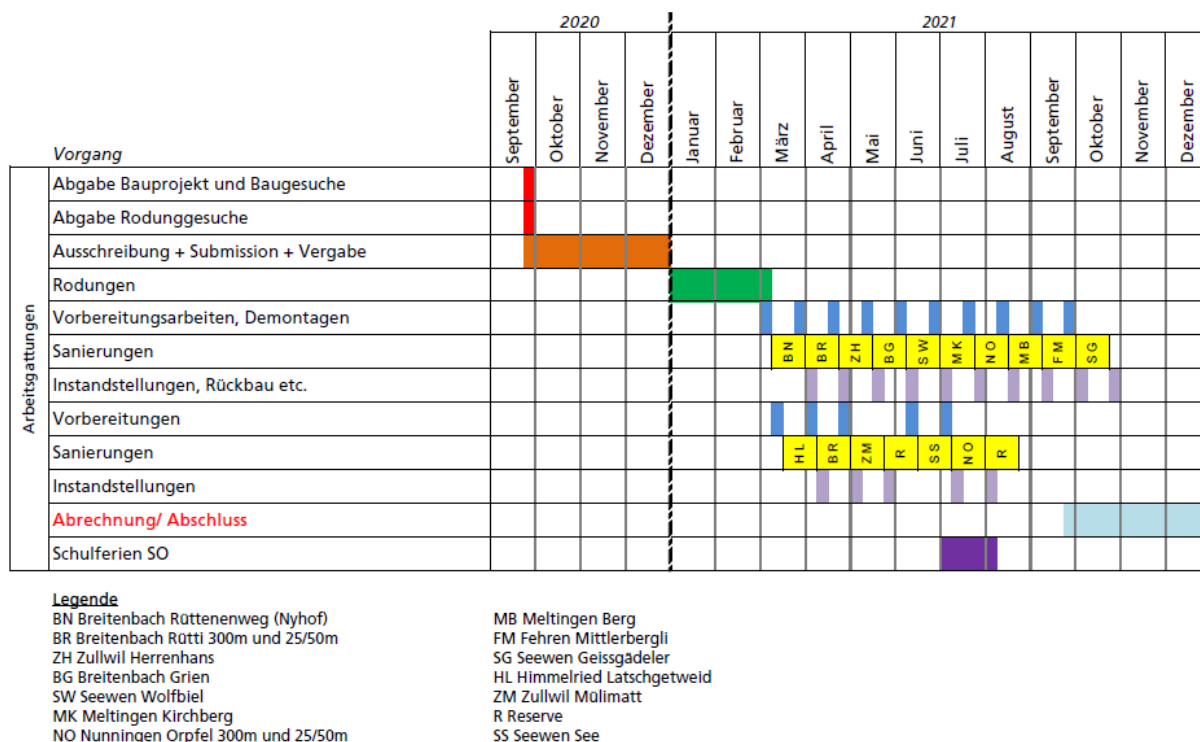 2020 2021
September Oktober November Dezember Januar Februar März April Mai Juni Juli August September Oktober November Dezember
Vorgang
Arbeitsgattungen
Abgabe Bauprojekt und Baugesuche
Abgabe Rodunggesuche
Ausschreibung + Submission + Vergabe
Rodungen
Vorbereitungsarbeiten, Demontagen
Sanierungen BN BR ZH BG SW MK NO MB FM SG
Instandstellungen, Rückbau etc.
Vorbereitungen
Sanierungen HL BR ZM R SS NO R
Instandstellungen
Abrechnung/ Abschluss
Schulferien SO
Legende
BN Breitenbach Rüttenenweg (Nyhof)
BR Breitenbach Rütti 300m und 25/50m
ZH Zullwil Herrenhans
BG Breitenbach Grien
SW Seewen Wolfbiel
MK Meltingen Kirchberg
NO Nunningen Orpfel 300m und 25/50m
MB Meltingen Berg
FM Fehren Mittlerbergli
SG Seewen Geissgädeler
HL Himmelried Latschgetweid
ZM Zullwil Mülimatt
R Reserve
SS Seewen See